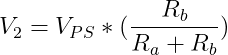 V_2 = V_{PS} * (\frac{R_b}{R_a + R_b})